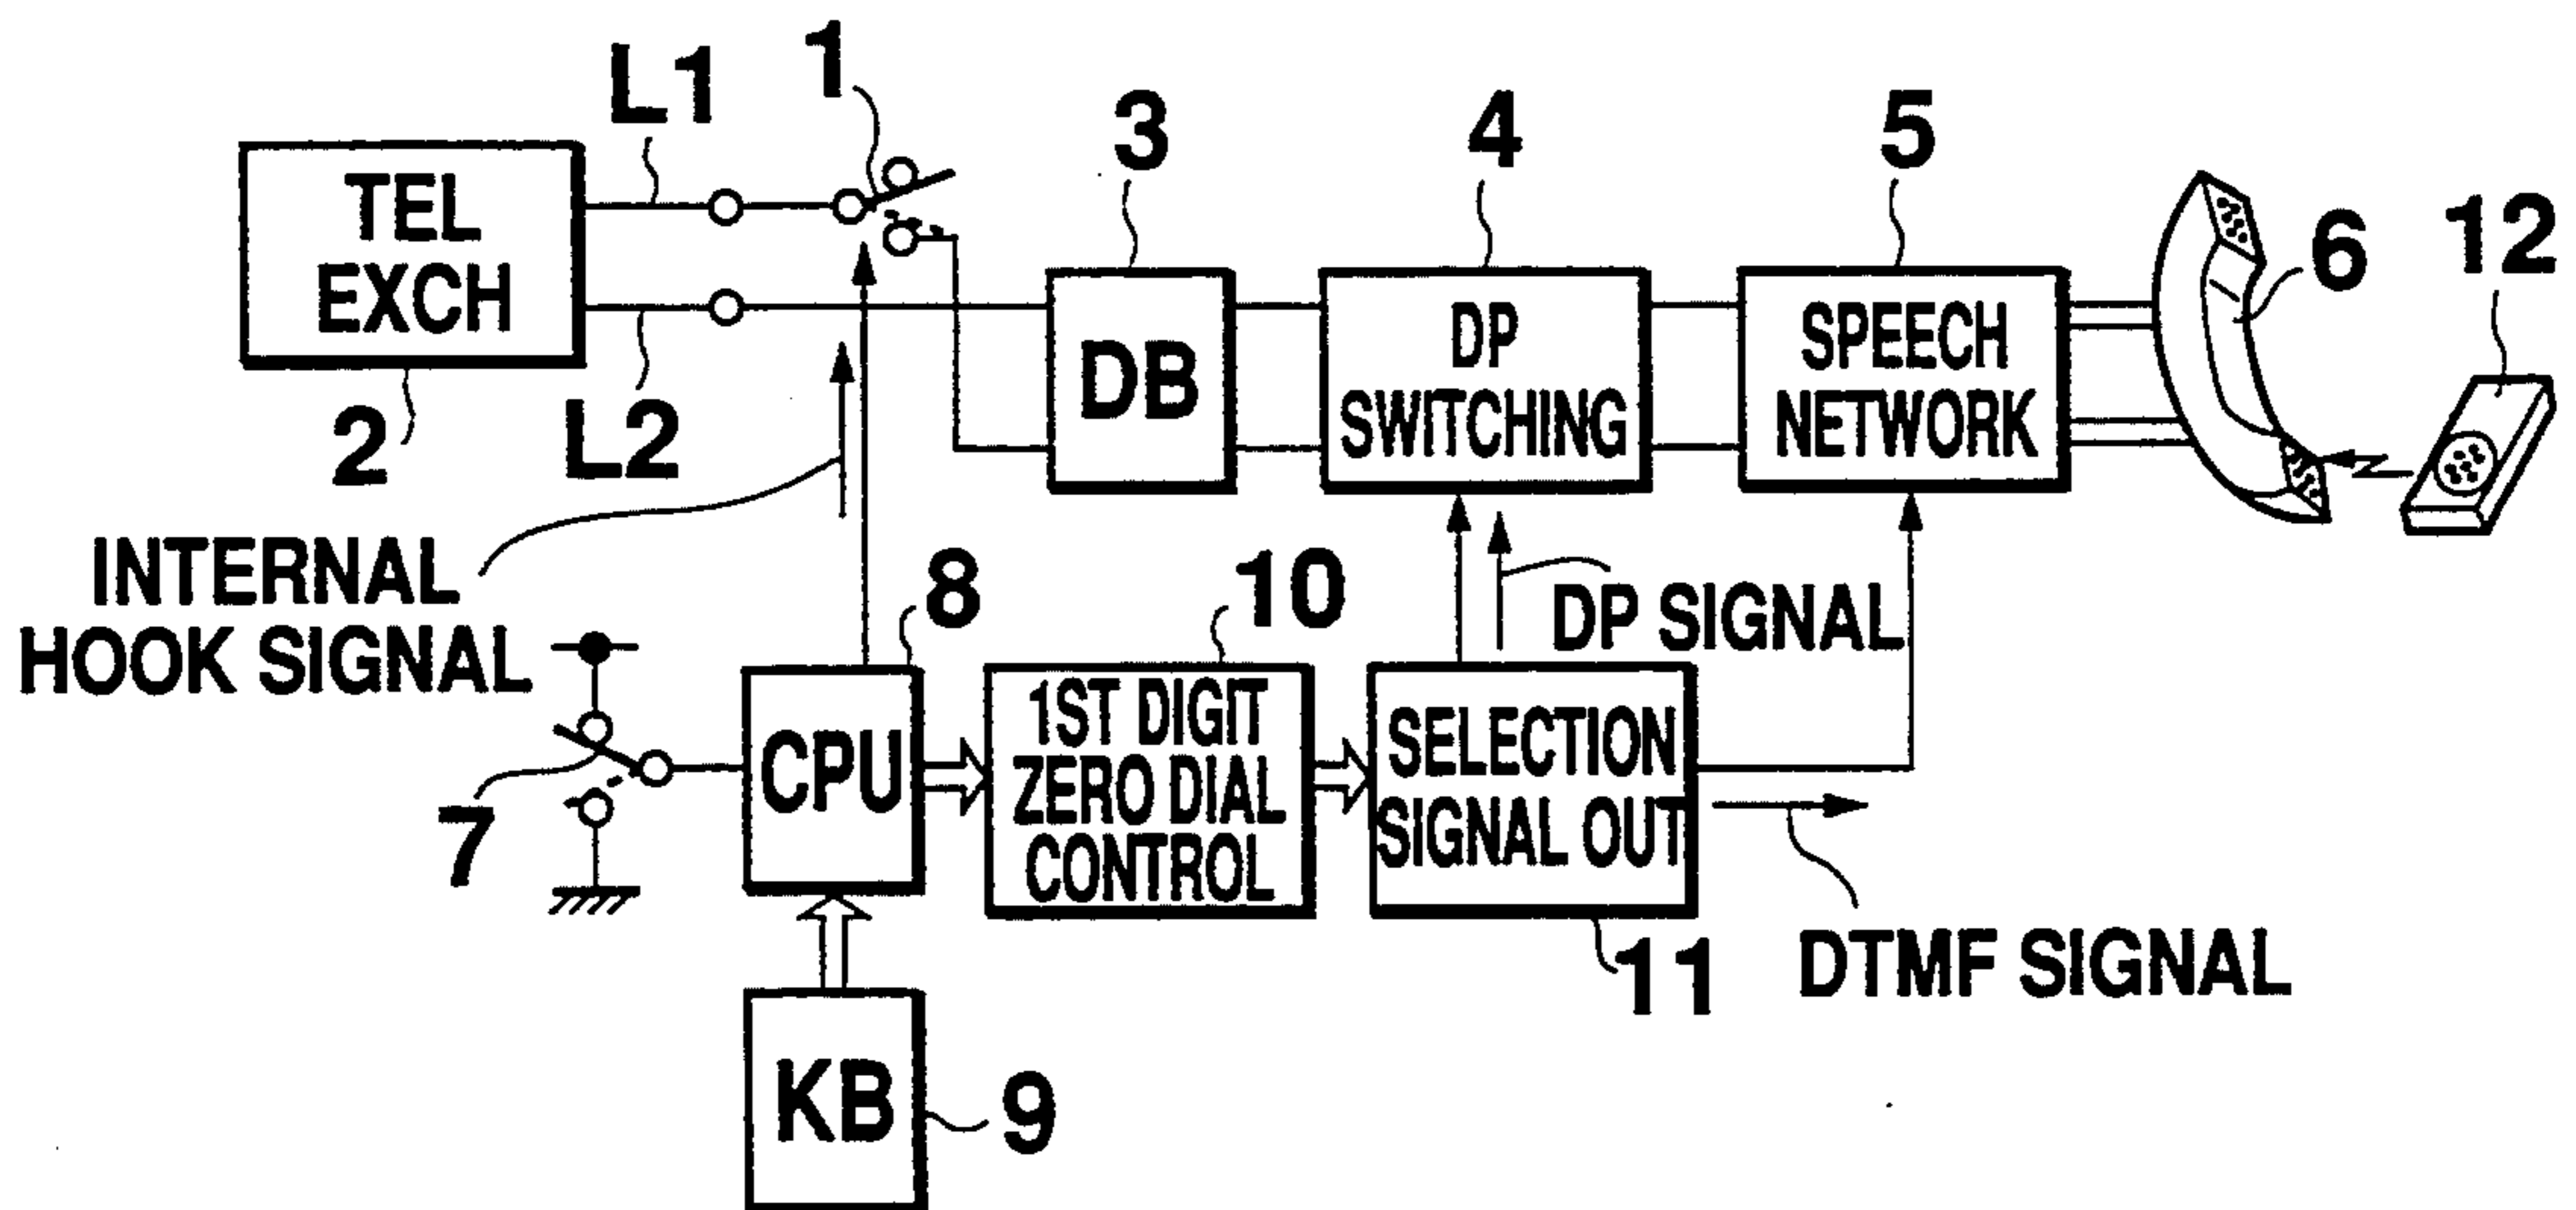 L1
1
3
4
5
6
12
TEL
EXCH
2
L2
DB
DP
SWITCHING
SPEECH
NETWORK
INTERNAL
HOOK SIGNAL
8
10
DP SIGNAL
7
CPU
1ST DIGIT
ZERO DIAL
CONTROL
SELECTION
SIGNAL OUT
11
DTMF SIGNAL
KB
9